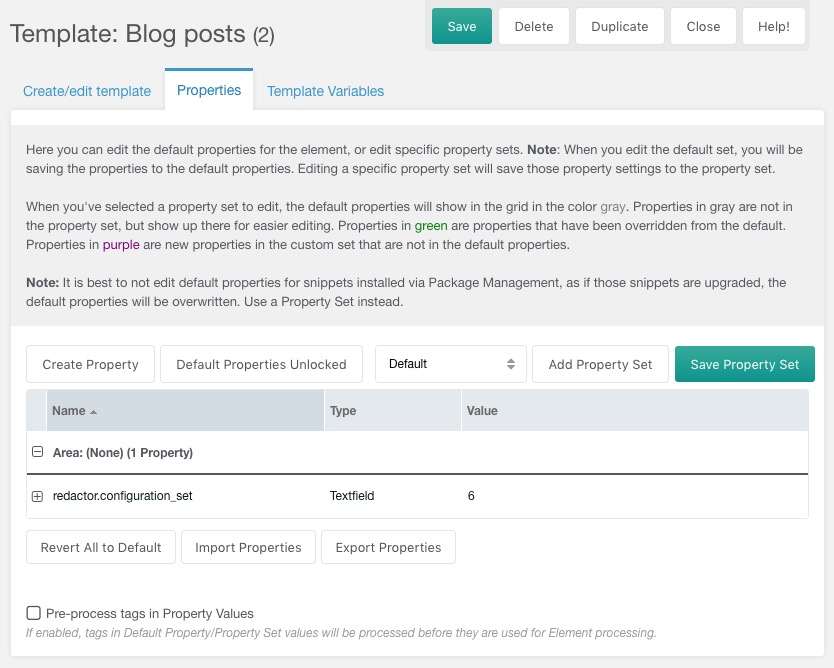 Template: Blog posts (2)
Save
Delete
Duplicate
Close
Help!
Create/edit template
Properties
Template Variables
Here you can edit the default properties for the element, or edit specific property sets. Note: When you edit the default set, you will be
saving the properties to the default properties. Editing a specific property set will save those property settings to the property set.
When you've selected a property set to edit, the default properties will show in the grid in the color gray. Properties in gray are not in
the property set, but show up there for easier editing. Properties in green are properties that have been overridden from the default.
Properties in purple are new properties in the custom set that are not in the default properties.
Note: It is best to not edit default properties for snippets installed via Package Management, as if those snippets are upgraded, the
default properties will be overwritten. Use a Property Set instead.
Create Property
Default Properties Unlocked
Default
Add Property Set
Save Property Set
Name
Type
Value
Area: (None) (1 Property)
redactor.configuration_set
Textfield
6
Revert All to Default
Import Properties
Export Properties
Pre-process tags in Property Values
If enabled, tags in Default Property/Property Set values will be processed before they are used for Element processing.